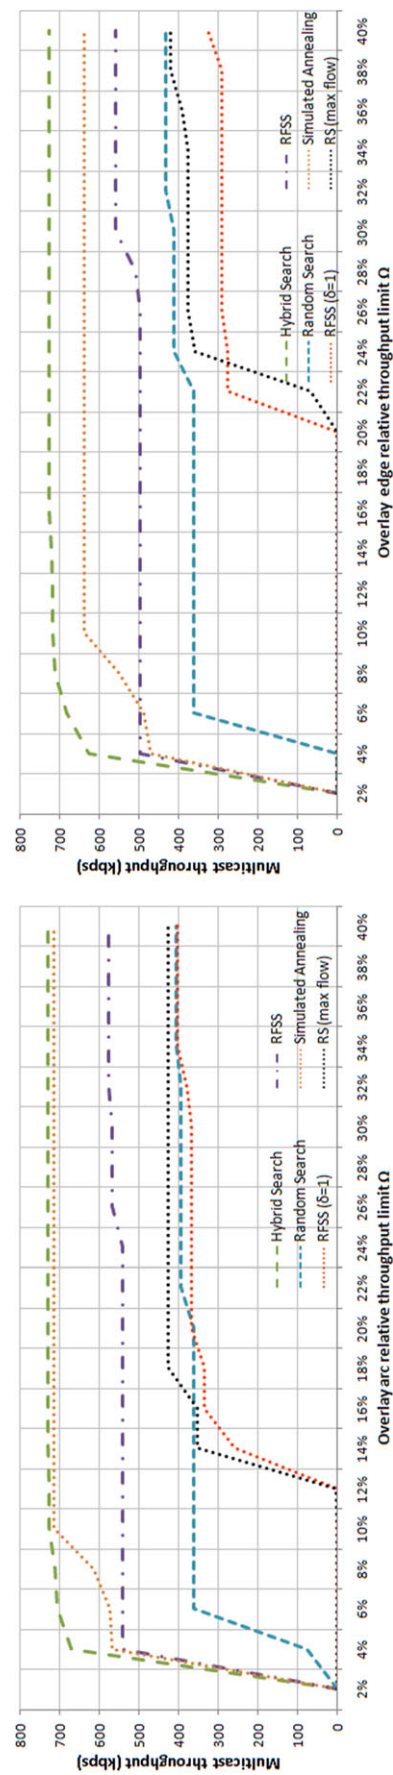 Multicast throughput (kbps)
800
700
600
500
400
300
200
100
0
Hybrid Search
RFSS
Random Search
Simulated Annealing
RFSS (δ=1)
RS (max flow)
2% 4% 6% 8% 10% 12% 14% 16% 18% 20% 22% 24% 26% 28% 30% 32% 34% 36% 38% 40%
Overlay arc relative throughput limit Ω
Multicast throughput (kbps)
800
700
600
500
400
300
200
100
0
Hybrid Search
RFSS
Random Search
Simulated Annealing
RFSS (δ=1)
RS (max flow)
2% 4% 6% 8% 10% 12% 14% 16% 18% 20% 22% 24% 26% 28% 30% 32% 34% 36% 38% 40%
Overlay edge relative throughput limit Ω